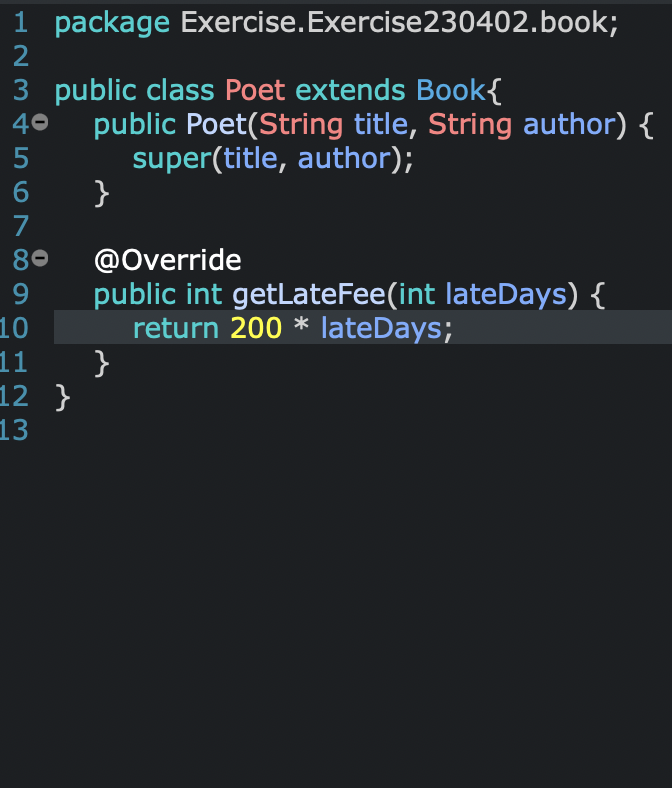 1 package Exercise.Exercise230402.book;
2
3 public class Poet extends Book{
4 public Poet(String title, String author) {
5 super(title, author);
6 }
7
8 @Override
9 public int getLateFee(int lateDays) {
10 return 200 * lateDays;
11 }
12 }
13